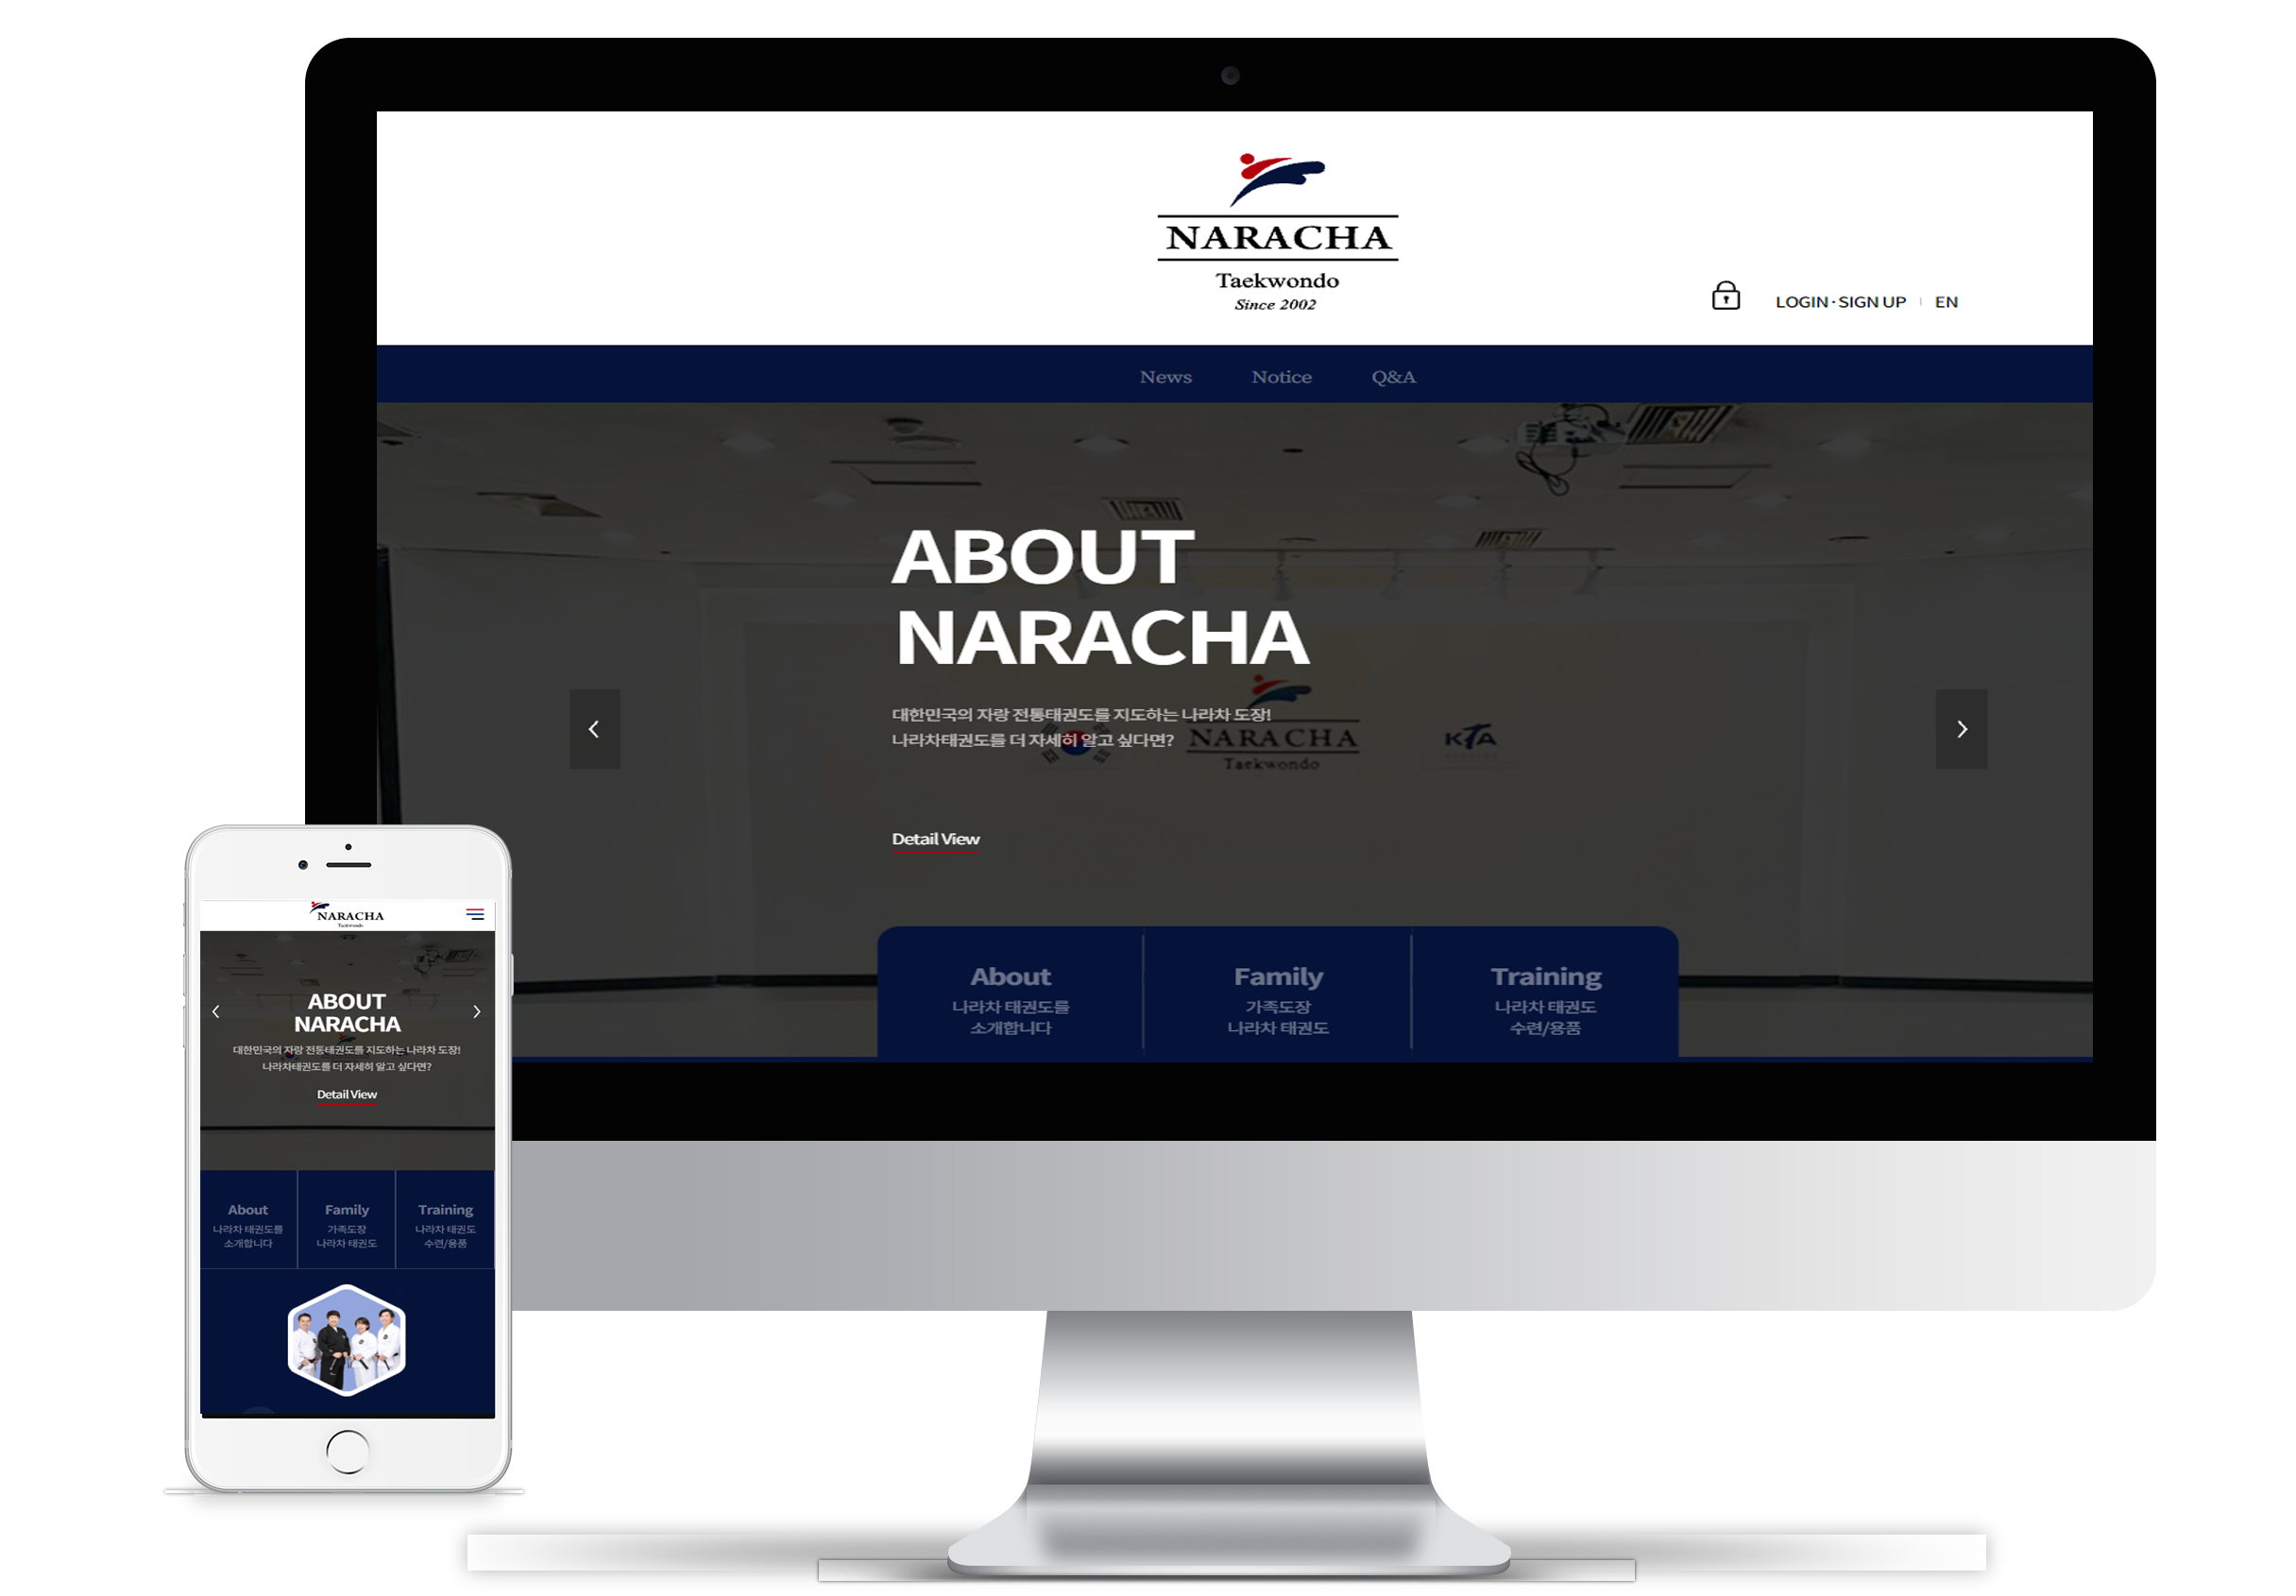 NARACHA
Taekwondo
Since 2002
LOGIN · SIGN UP | EN
News Notice Q&A
ABOUT
NARACHA
대한민국의 자랑 전통태권도를 지도하는 나라차 도장!
나라차태권도를 더 자세히 알고 싶다면?
NARACHA
Taekwondo
KTA
Detail View
About
나라차 태권도를
소개합니다
Family
가족도장
나라차 태권도
Training
나라차 태권도
수련/용품
NARACHA
Taekwondo
ABOUT
NARACHA
대한민국의 자랑 전통태권도를 지도하는 나라차 도장!
나라차태권도를 더 자세히 알고 싶다면?
Detail View
About
나라차 태권도를
소개합니다
Family
가족도장
나라차 태권도
Training
나라차 태권도
수련/용품